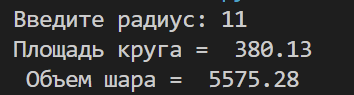 Введите радиус: 11
Площадь круга =  380.13
 Объем шара =  5575.28